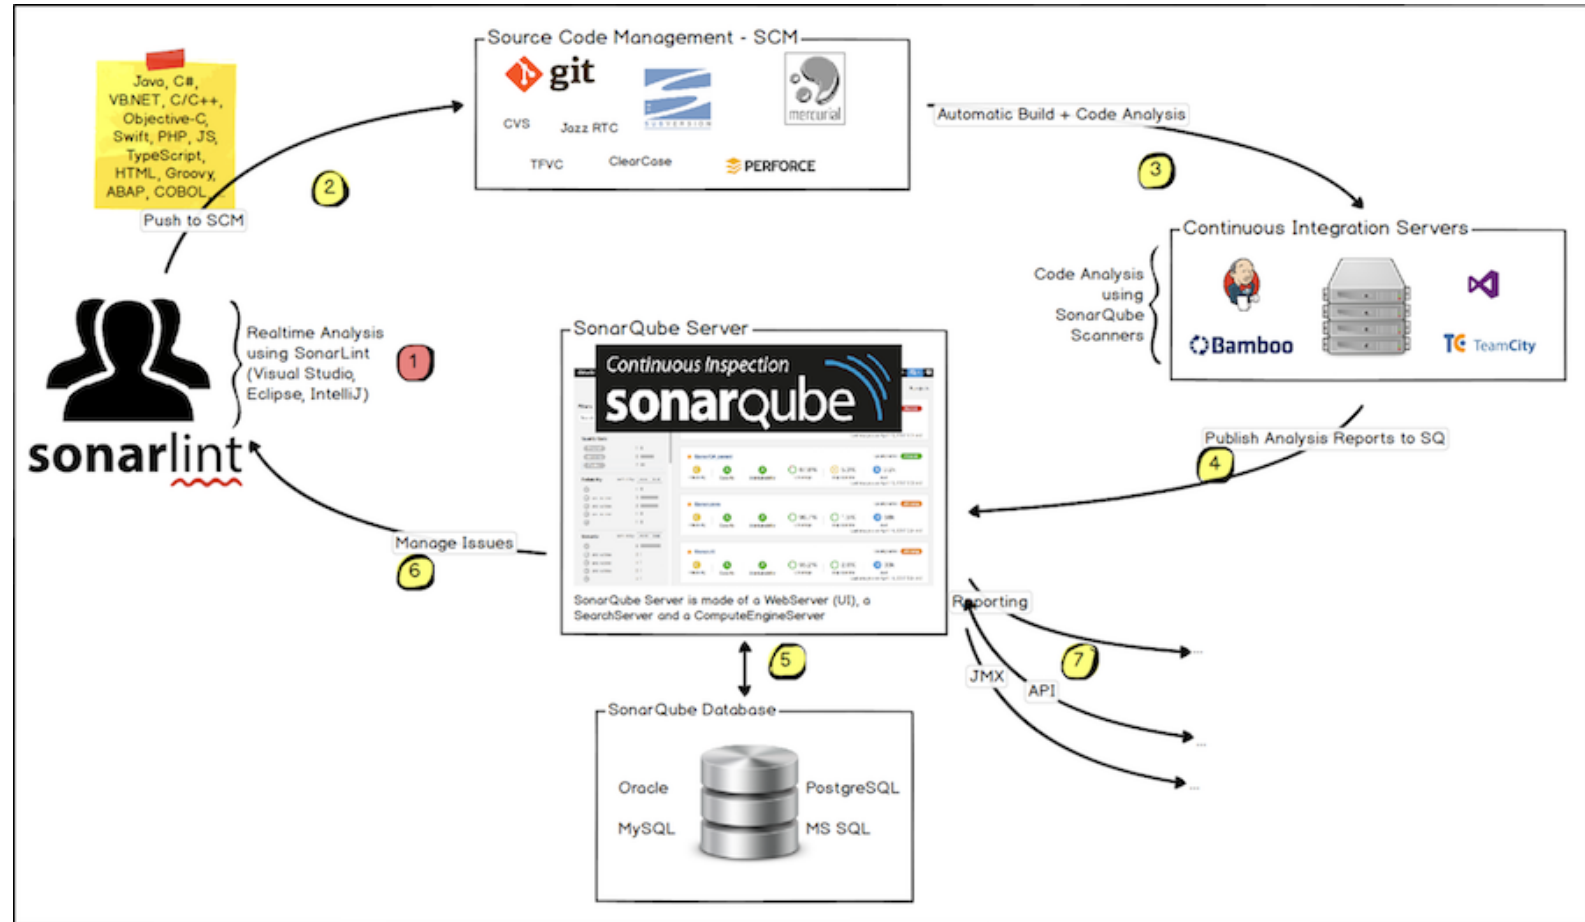 Java, C#,
VB.NET, C/C++,
Objective-C,
Swift, PHP, JS,
TypeScript,
HTML, Groovy,
ABAP, COBOL, ...
Push to SCM
2
Source Code Management - SCM
git
SUBVERSION
mercurial
CVS
Jazz RTC
TFVC
ClearCase
PERFORCE
Automatic Build + Code Analysis
3
Continuous Integration Servers
Code Analysis
using
SonarQube
Scanners
Bamboo
TC TeamCity
Realtime Analysis
using SonarLint
(Visual Studio,
Eclipse, IntelliJ)
1
sonarlint
SonarQube Server
Continuous Inspection
sonarqube
SonarQube Server is made of a WebServer (UI), a
SearchServer and a ComputeEngineServer
Publish Analysis Reports to SQ
4
Manage Issues
6
5
Reporting
7
JMX
API
...
...
...
SonarQube Database
Oracle
PostgreSQL
MySQL
MS SQL